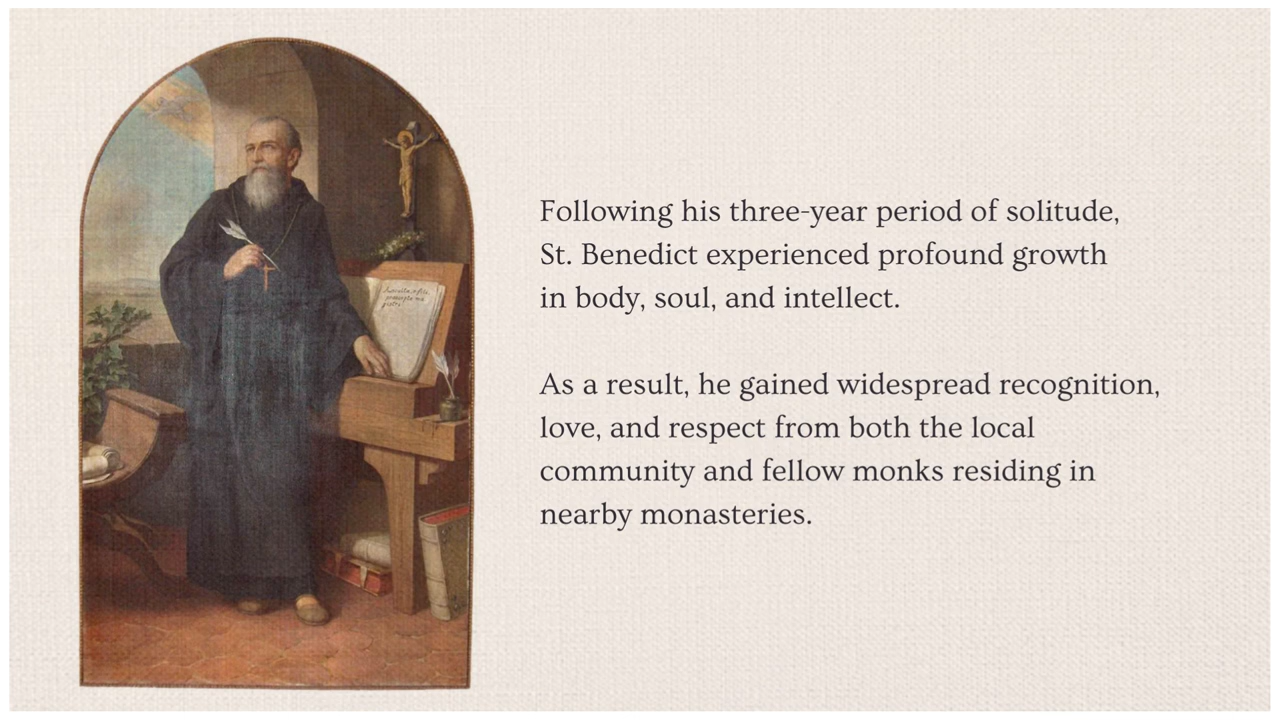 Following his three-year period of solitude,
St. Benedict experienced profound growth
in body, soul, and intellect.
As a result, he gained widespread recognition,
love, and respect from both the local
community and fellow monks residing in
nearby monasteries.